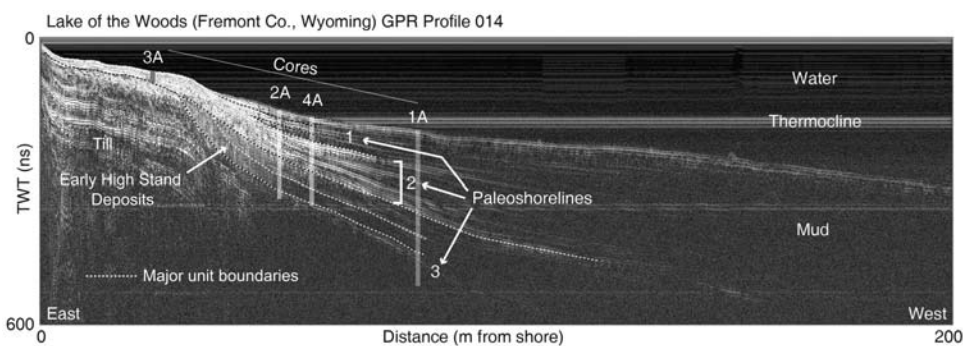 Lake of the Woods (Fremont Co., Wyoming) GPR Profile 014
0
3A
Cores
Water
2A
4A
1A
Thermocline
1
Till
TWT (ns)
Early High Stand
Deposits
2
Paleoshorelines
Mud
Major unit boundaries
3
East
West
600
0
Distance (m from shore)
200